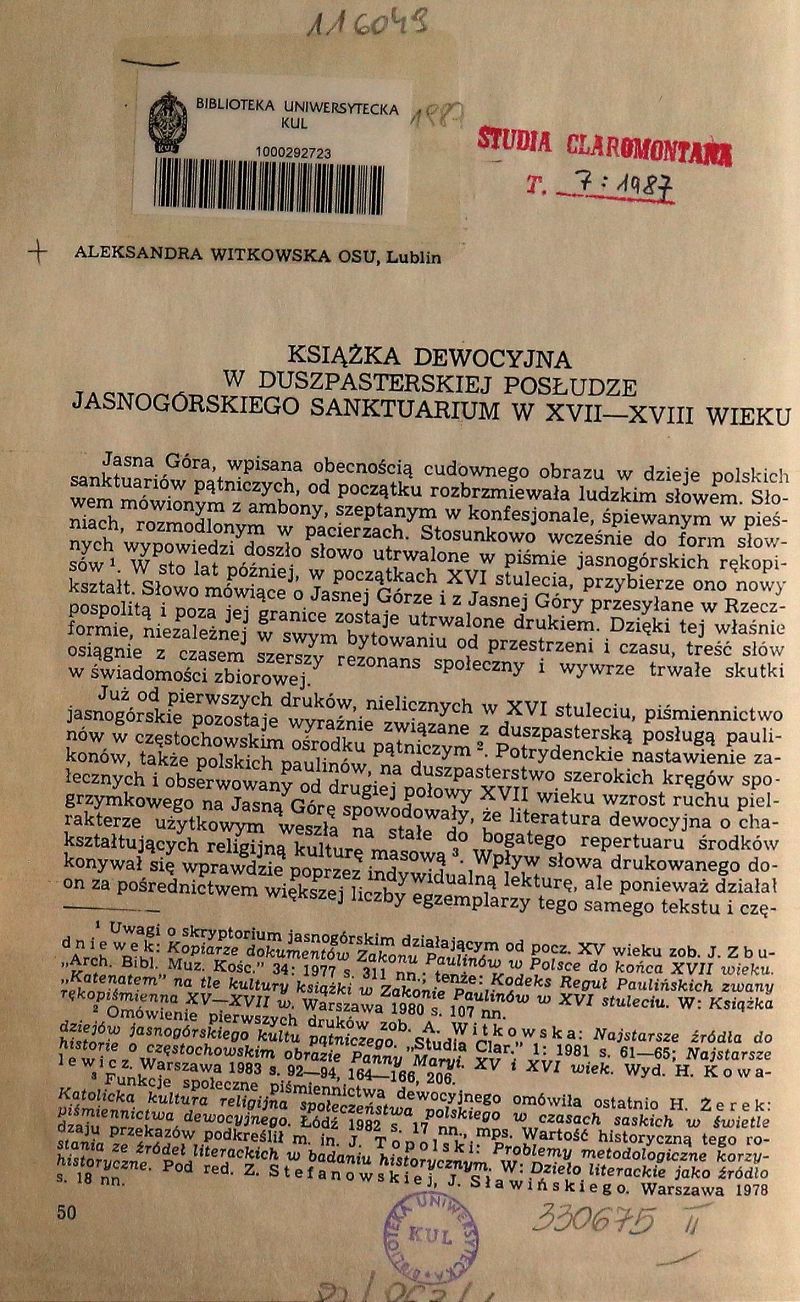 116049
BIBLIOTEKA UNIWERSYTECKA
KUL
1000292723
STUDIA CLAROMONTANA
T. 7:1987
ALEKSANDRA WITKOWSKA OSU, Lublin
KSIĄŻKA DEWOCYJNA
W DUSZPASTERSKIEJ POSŁUDZE
JASNOGÓRSKIEGO SANKTUARIUM W XVII—XVIII WIEKU
Jasna Góra, wpisana obecnością cudownego obrazu w dzieje polskich
sanktuariów pątniczych, od początku rozbrzmiewała ludzkim słowem. Sło-
wem mówionym z ambony, szeptanym w konfesjonale, śpiewanym w pieś-
niach, rozmodlonym w pacierzach. Stosunkowo wcześnie do form słow-
nych wypowiedzi doszło słowo utrwalone w piśmie jasnogórskich rękopi-
sów ¹. W sto lat później, w początkach XVI stulecia, przybierze ono nowy
kształt. Słowo mówiące o Jasnej Górze i z Jasnej Góry przesyłane w Rzecz-
pospolitą i poza jej granice zostaje utrwalone drukiem. Dzięki tej właśnie
formie, niezależnej w swym bytowaniu od przestrzeni i czasu, treść słów
osiągnie z czasem szerszy rezonans społeczny i wywrze trwałe skutki
w świadomości zbiorowej.
Już od pierwszych druków, nielicznych w XVI stuleciu, piśmiennictwo
jasnogórskie pozostaje wyraźnie związane z duszpasterską posługą pauli-
nów w częstochowskim ośrodku pątniczym ². Potrydenckie nastawienie za-
konów, także polskich paulinów, na duszpasterstwo szerokich kręgów spo-
łecznych i obserwowany od drugiej połowy XVII wieku wzrost ruchu piel-
grzymkowego na Jasną Górę spowodowały, że literatura dewocyjna o cha-
rakterze użytkowym weszła na stałe do bogatego repertuaru środków
kształtujących religijną kulturę masową ³. Wpływ słowa drukowanego do-
konywał się wprawdzie poprzez indywidualną lekturę, ale ponieważ działał
on za pośrednictwem większej liczby egzemplarzy tego samego tekstu i czę-
¹ Uwagi o skryptorium jasnogórskim działającym od pocz. XV wieku zob. J. Zbu-
dniewek: Kopiarze dokumentów Zakonu Paulinów w Polsce do końca XVII wieku.
„Arch. Bibl. Muz. Kośc." 34: 1977 s. 311 nn.; tenże: Kodeks Reguł Paulińskich zwany
„Katenatem" na tle kultury książki w Zakonie Paulinów w XVI stuleciu. W: Książka
rękopiśmienna XV—XVII w. Warszawa 1980 s. 107 nn.
² Omówienie pierwszych druków zob. A. Witkowska: Najstarsze źródła do
dziejów jasnogórskiego kultu pątniczego. „Studia Clar." 1: 1981 s. 61—65; Najstarsze
historie o częstochowskim obrazie Panny Maryi. XV i XVI wiek. Wyd. H. Kowa-
lewicz. Warszawa 1983 s. 92—94, 164—166, 206.
³ Funkcje społeczne piśmiennictwa dewocyjnego omówiła ostatnio H. Żerek:
Katolicka kultura religijna społeczeństwa polskiego w czasach saskich w świetle
piśmiennictwa dewocyjnego. Łódź 1982 s. 17 nn., mps. Wartość historyczną tego ro-
dzaju przekazów podkreślił m. in. J. Topolski: Problemy metodologiczne korzy-
stania ze źródeł literackich w badaniu historycznym. W: Dzieło literackie jako źródło
historyczne. Pod red. Z. Stefanowskiej, J. Sławińskiego. Warszawa 1978
s. 18 nn.
50
KUL
330675 II